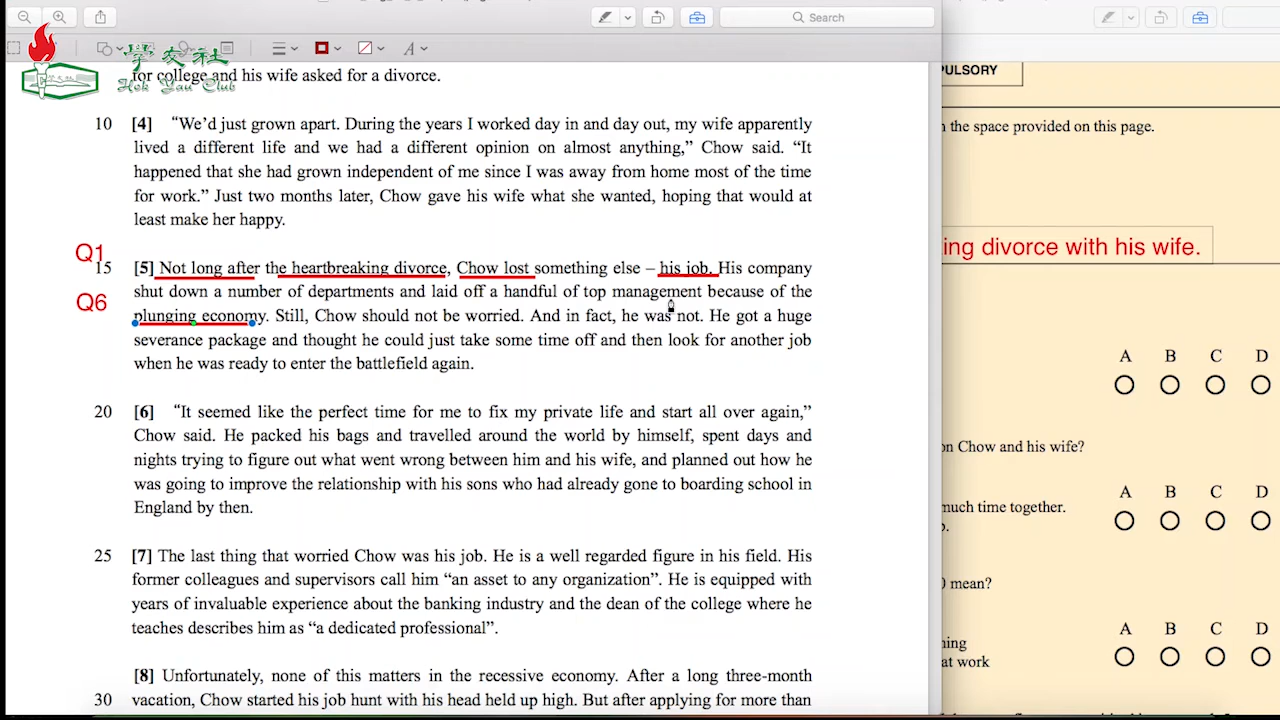 Search
學友社
Hok Yau Club
for college and his wife asked for a divorce.
10 [4] “We’d just grown apart. During the years I worked day in and day out, my wife apparently
lived a different life and we had a different opinion on almost anything,” Chow said. “It
happened that she had grown independent of me since I was away from home most of the time
for work.” Just two months later, Chow gave his wife what she wanted, hoping that would at
least make her happy.
Q1
15 [5] Not long after the heartbreaking divorce, Chow lost something else – his job. His company
Q6 shut down a number of departments and laid off a handful of top management because of the
plunging economy. Still, Chow should not be worried. And in fact, he was not. He got a huge
severance package and thought he could just take some time off and then look for another job
when he was ready to enter the battlefield again.
20 [6] “It seemed like the perfect time for me to fix my private life and start all over again,”
Chow said. He packed his bags and travelled around the world by himself, spent days and
nights trying to figure out what went wrong between him and his wife, and planned out how he
was going to improve the relationship with his sons who had already gone to boarding school in
England by then.
25 [7] The last thing that worried Chow was his job. He is a well regarded figure in his field. His
former colleagues and supervisors call him “an asset to any organization”. He is equipped with
years of invaluable experience about the banking industry and the dean of the college where he
teaches describes him as “a dedicated professional”.
[8] Unfortunately, none of this matters in the recessive economy. After a long three-month
30 vacation, Chow started his job hunt with his head held up high. But after applying for more than
PULSORY
n the space provided on this page.
ing divorce with his wife.
A B C D
on Chow and his wife?
A B C D
much time together.
0 mean?
A B C D
ning
at work